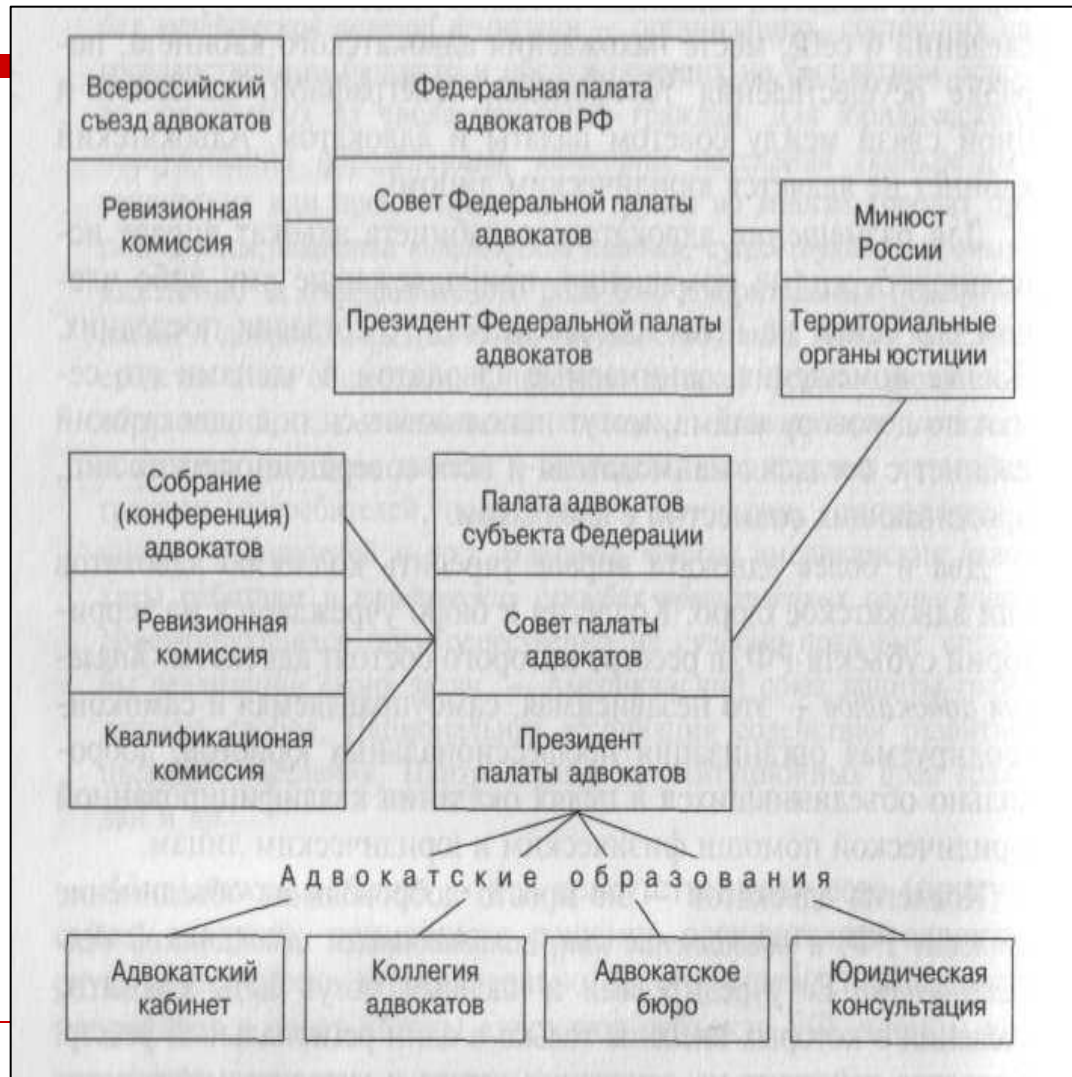 Всероссийский
съезд адвокатов
Федеральная палата
адвокатов РФ
Ревизионная
комиссия
Совет Федеральной палаты
адвокатов
Минюст
России
Президент Федеральной палаты
адвокатов
Территориальные
органы юстиции
Собрание
(конференция)
адвокатов
Палата адвокатов
субъекта Федерации
Ревизионная
комиссия
Совет палаты
адвокатов
Квалификационая
комиссия
Президент
палаты адвокатов
Адвокатские образования
Адвокатский
кабинет
Коллегия
адвокатов
Адвокатское
бюро
Юридическая
консультация